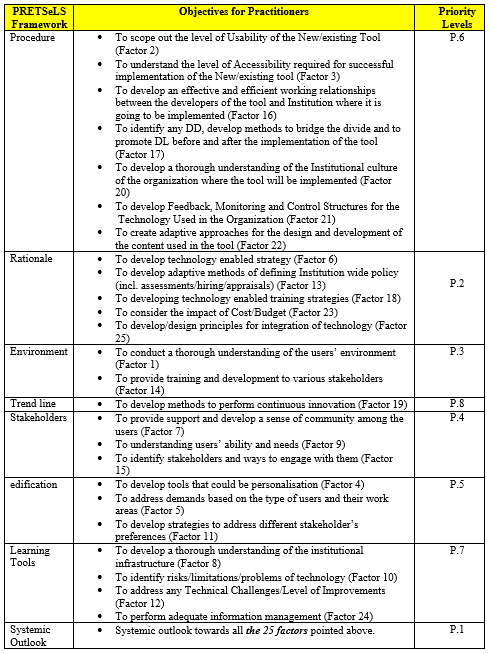 PRETSeLS Framework | Objectives for Practitioners | Priority Levels
Procedure | P.6
• To scope out the level of Usability of the New/existing Tool
(Factor 2)
• To understand the level of Accessibility required for successful
implementation of the New/existing tool (Factor 3)
• To develop an effective and efficient working relationships
between the developers of the tool and Institution where it is
going to be implemented (Factor 16)
• To identify any DD, develop methods to bridge the divide and to
promote DL before and after the implementation of the tool
(Factor 17)
• To develop a thorough understanding of the Institutional culture
of the organization where the tool will be implemented (Factor
20)
• To develop Feedback, Monitoring and Control Structures for the
Technology Used in the Organization (Factor 21)
• To create adaptive approaches for the design and development of
the content used in the tool (Factor 22)
Rationale | P.2
• To develop technology enabled strategy (Factor 6)
• To develop adaptive methods of defining Institution wide policy
(incl. assessments/hiring/appraisals) (Factor 13)
• To developing technology enabled training strategies (Factor 18)
• To consider the impact of Cost/Budget (Factor 23)
• To develop/design principles for integration of technology (Factor
25)
Environment | P.3
• To conduct a thorough understanding of the users’ environment
(Factor 1)
• To provide training and development to various stakeholders
(Factor 14)
Trend line | P.8
• To develop methods to perform continuous innovation (Factor 19)
Stakeholders | P.4
• To provide support and develop a sense of community among the
users (Factor 7)
• To understanding users’ ability and needs (Factor 9)
• To identify stakeholders and ways to engage with them (Factor
15)
edification | P.5
• To develop tools that could be personalisation (Factor 4)
• To address demands based on the type of users and their work
areas (Factor 5)
• To develop strategies to address different stakeholder’s
preferences (Factor 11)
Learning Tools | P.7
• To develop a thorough understanding of the institutional
infrastructure (Factor 8)
• To identify risks/limitations/problems of technology (Factor 10)
• To address any Technical Challenges/Level of Improvements
(Factor 12)
• To perform adequate information management (Factor 24)
Systemic Outlook | P.1
• Systemic outlook towards all the 25 factors pointed above.